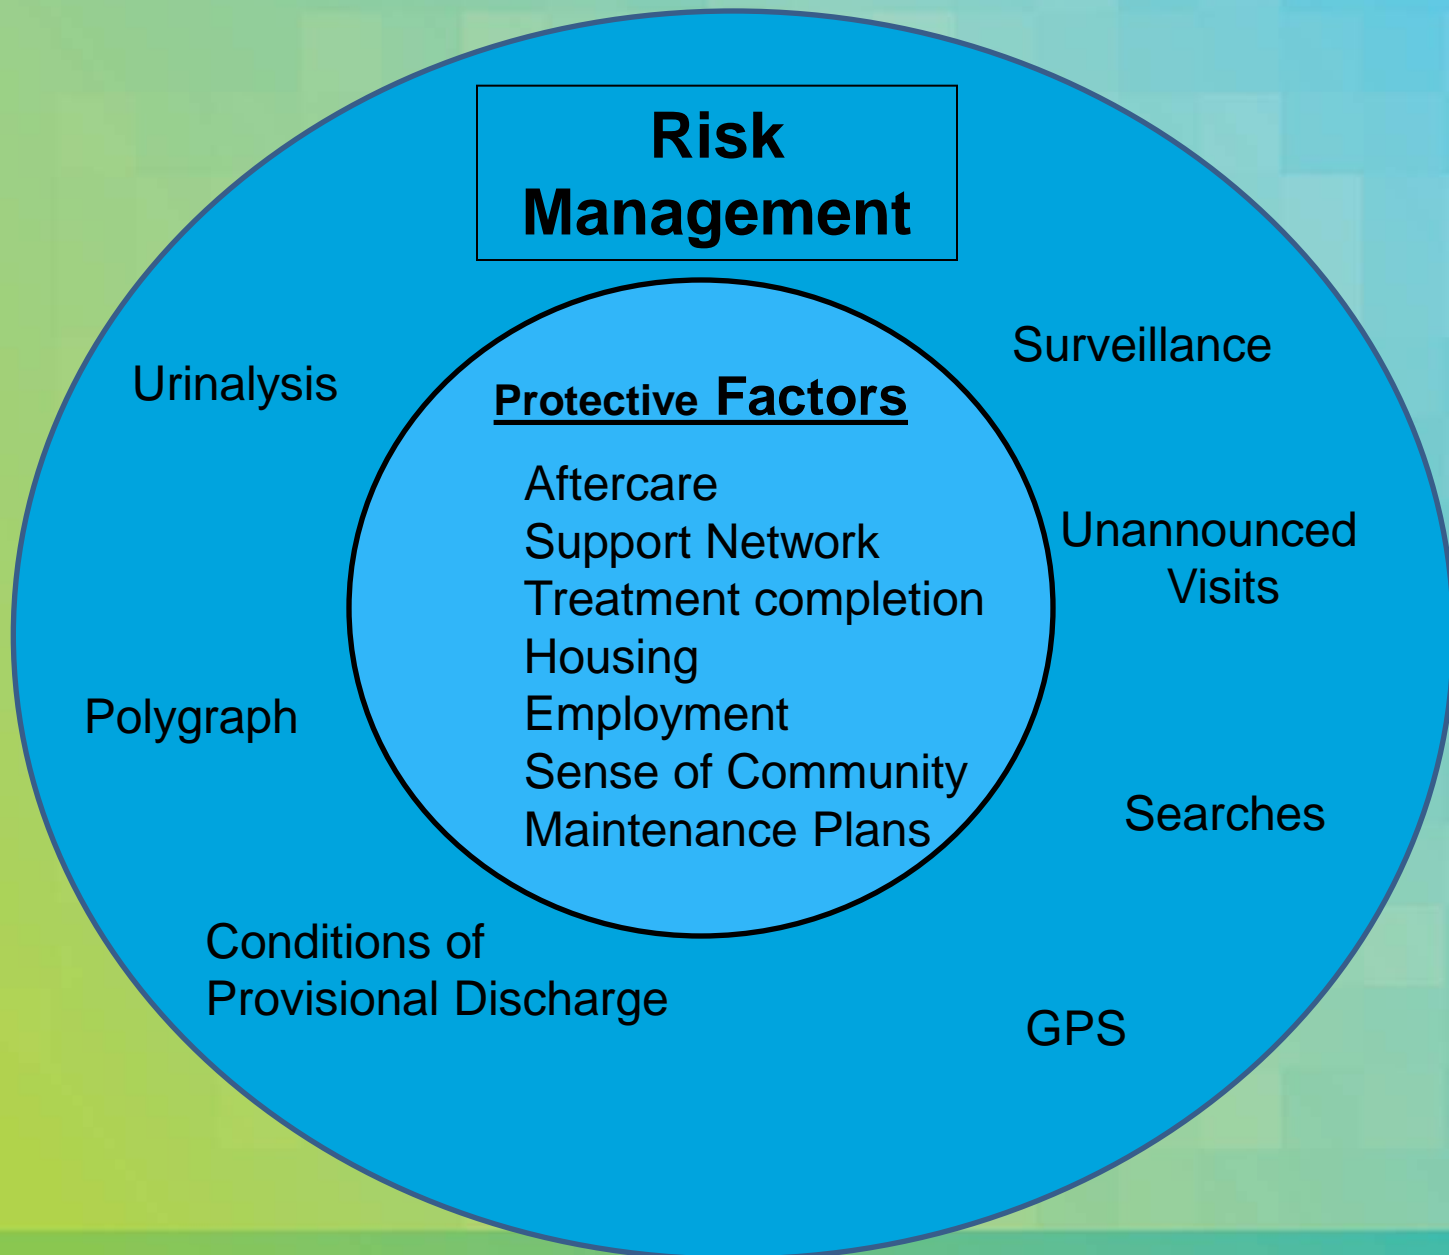 Risk
Management
Surveillance
Urinalysis
Protective Factors
Aftercare
Support Network
Treatment completion
Housing
Employment
Sense of Community
Maintenance Plans
Unannounced
Visits
Polygraph
Searches
Conditions of
Provisional Discharge
GPS